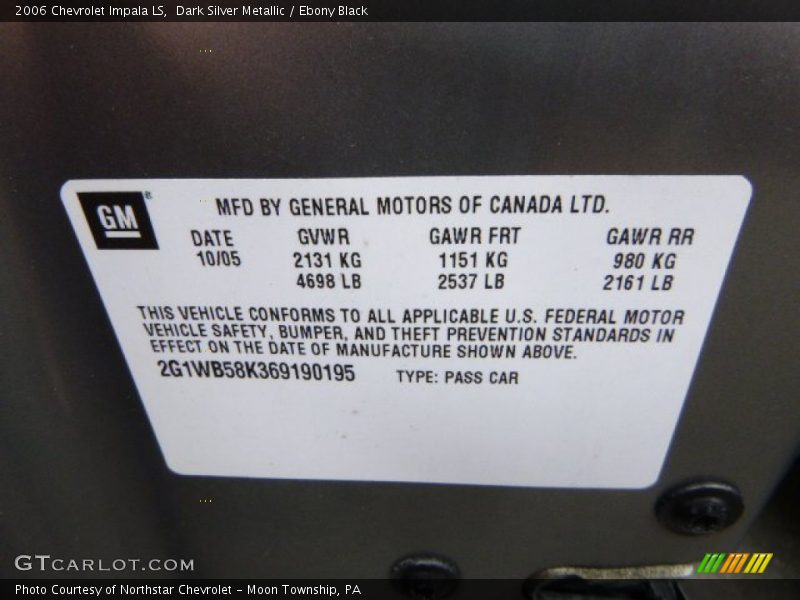 2006 Chevrolet Impala LS, Dark Silver Metallic / Ebony Black
GM®
MFD BY GENERAL MOTORS OF CANADA LTD.
DATE GVWR GAWR FRT GAWR RR
10/05 2131 KG 1151 KG 980 KG
4698 LB 2537 LB 2161 LB
THIS VEHICLE CONFORMS TO ALL APPLICABLE U.S. FEDERAL MOTOR
VEHICLE SAFETY, BUMPER, AND THEFT PREVENTION STANDARDS IN
EFFECT ON THE DATE OF MANUFACTURE SHOWN ABOVE.
2G1WB58K369190195 TYPE: PASS CAR
GTCARLOT.COM
Photo Courtesy of Northstar Chevrolet - Moon Township, PA